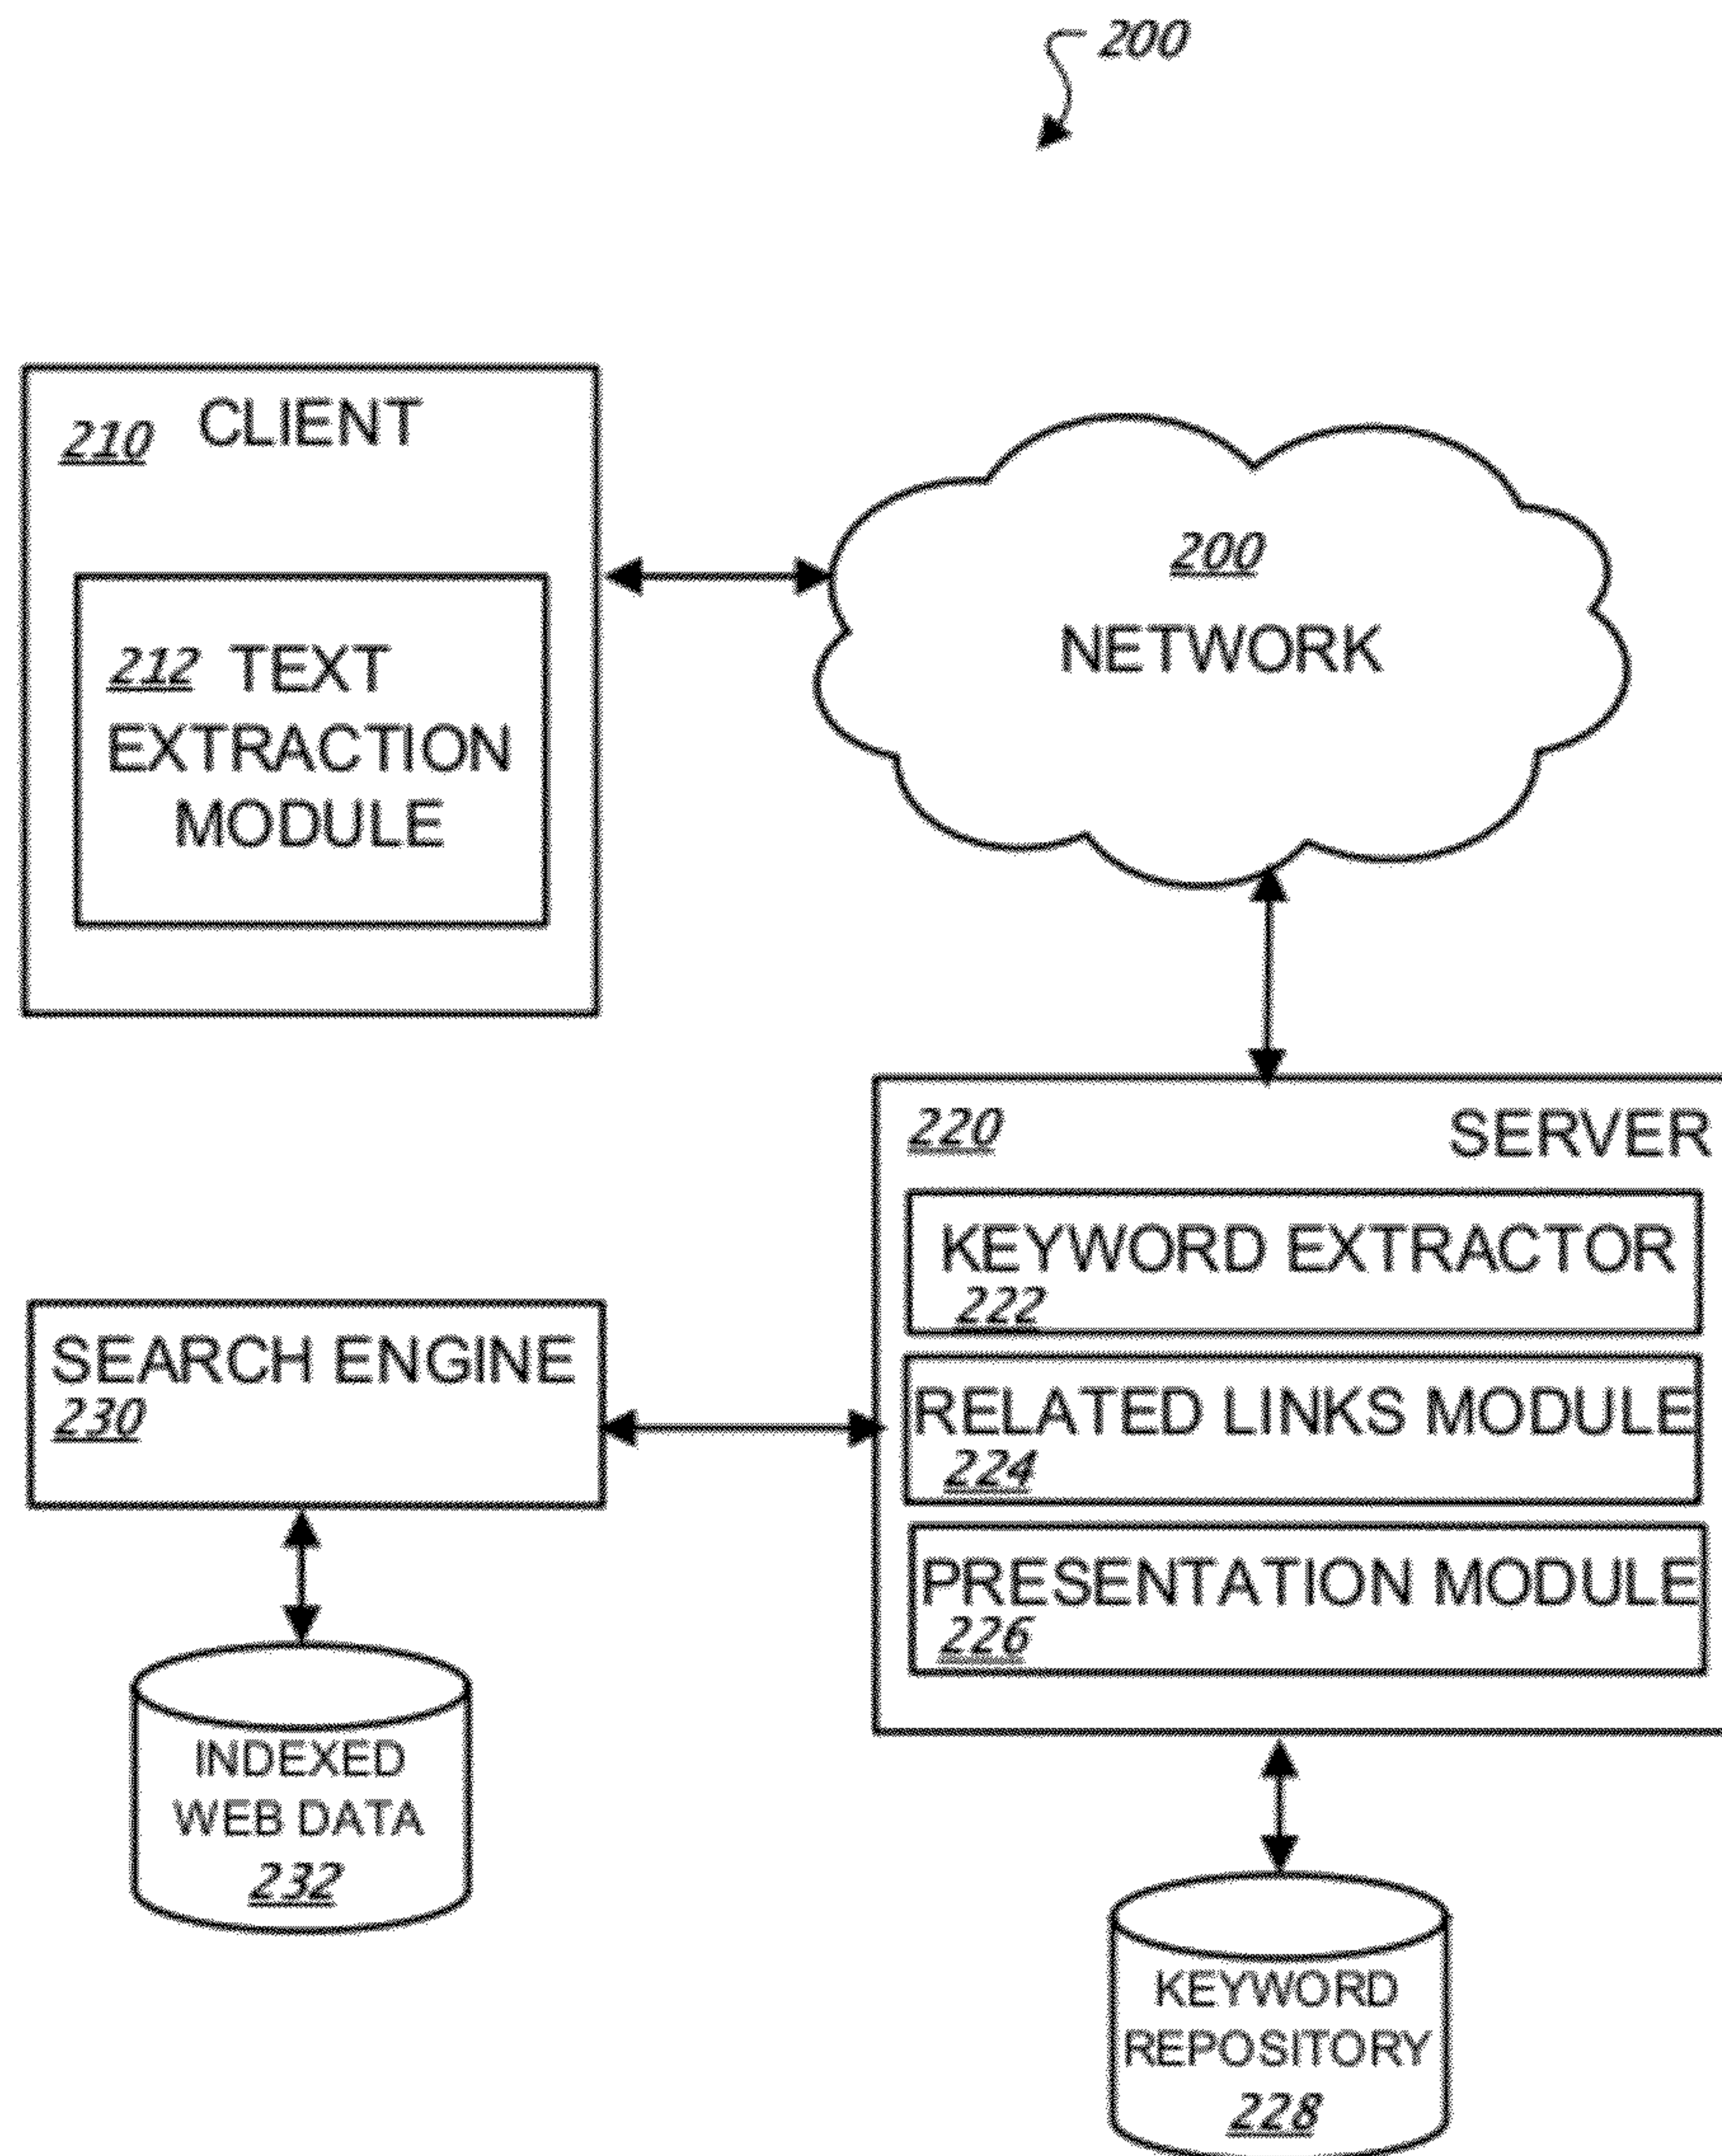 200
210 CLIENT
212 TEXT
EXTRACTION
MODULE
200
NETWORK
220 SERVER
KEYWORD EXTRACTOR
222
RELATED LINKS MODULE
224
PRESENTATION MODULE
226
SEARCH ENGINE
230
INDEXED
WEB DATA
232
KEYWORD
REPOSITORY
228